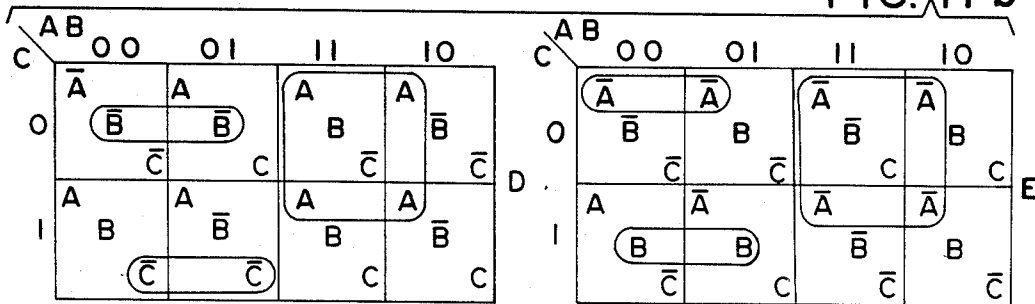 FIG. 11 b
AB AB
C 00 01 11 10 C 00 01 11 10
A̅ A A A A̅ A̅ A̅ A̅
0 B̅ B̅ B B̅ 0 B̅ B B̅ B
C̅ C C̅ C̅ C̅ C̅ C C
D E
A A A A A A̅ A̅ A̅
1 B B̅ B B̅ 1 B B B̅ B
C̅ C̅ C C C̅ C C̅ C̅